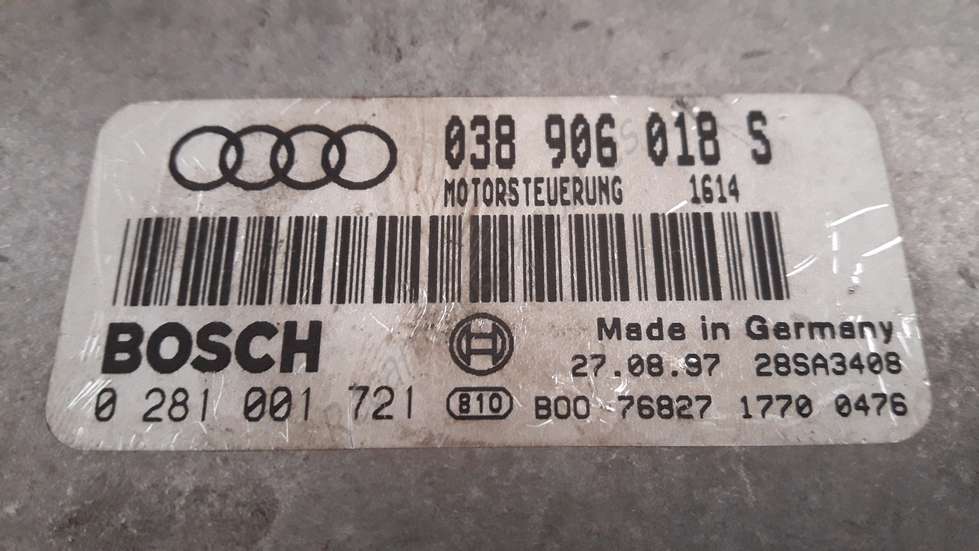 038 906 018 S
MOTORSTEUERUNG 1614
BOSCH
Made in Germany
27.08.97 28SA3408
0 281 001 721 810 B00 76827 1770 0476